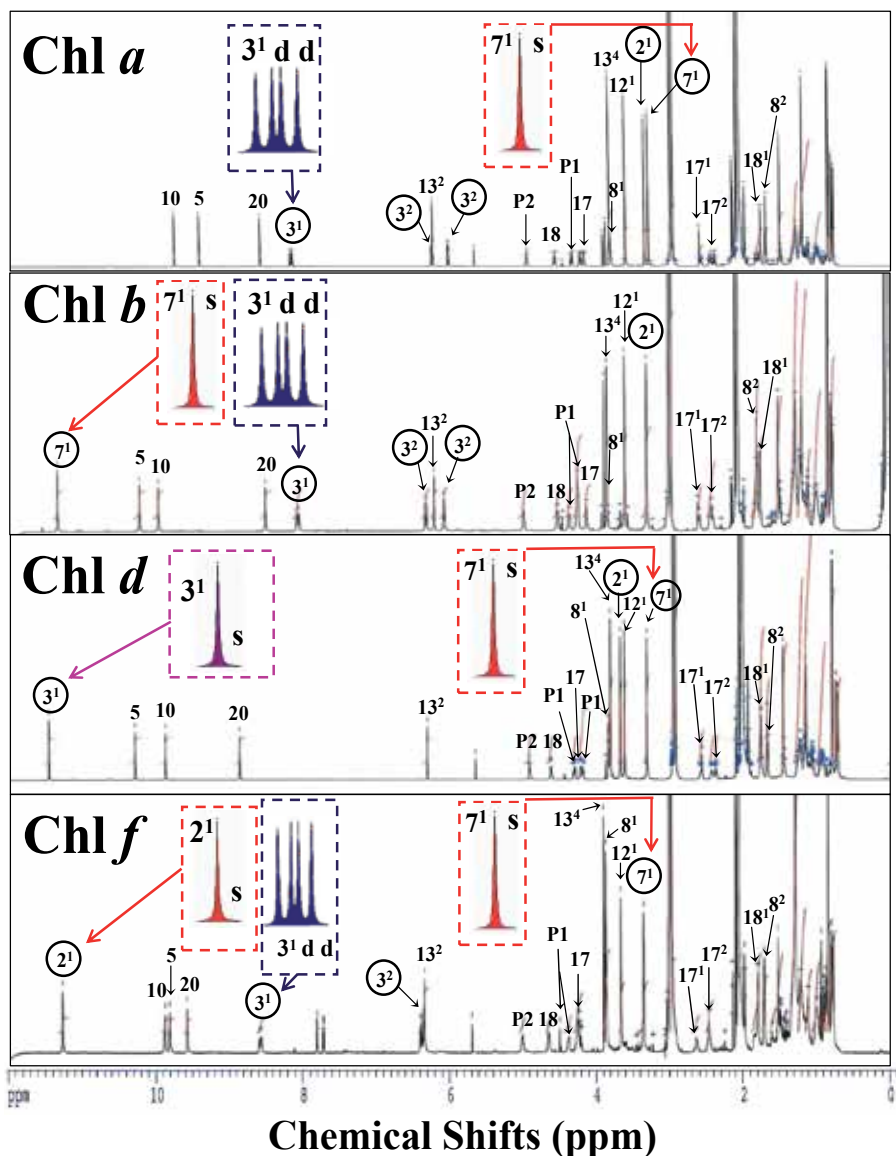 Chl a
3¹ d d
7¹ s
13⁴
2¹
12¹
7¹
8²
10
5
20
3¹
3²
13²
3²
P2
18
P1
17
8¹
17¹
17²
18¹
Chl b
7¹ s
3¹ d d
13⁴
12¹
2¹
7¹
5
10
20
3¹
3²
13²
3²
P2
18
P1
17
8¹
17¹
17²
8²
18¹
Chl d
3¹
s
7¹ s
13⁴
2¹
12¹
7¹
8¹
3¹
5
10
20
13²
P2
18
P1
17
P1
17¹
17²
18¹
8²
Chl f
2¹
s
3¹ d d
7¹ s
13⁴
8¹
12¹
7¹
2¹
10
5
20
3¹
3²
13²
P2
18
P1
17
17¹
17²
18¹
8²
ppm 10 8 6 4 2 0
Chemical Shifts (ppm)